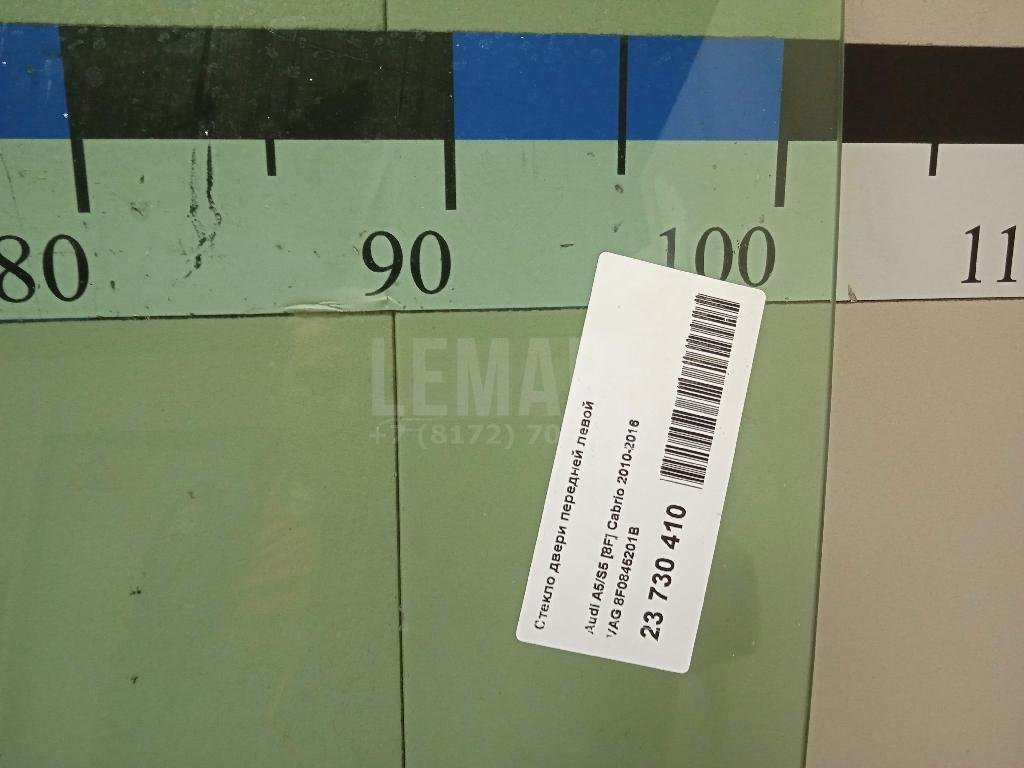 80 90 100 11
LEMA
+7 (8172) 70
Стекло двери передней левой
Audi A5/S5 [8F] Cabrio 2010-2016
VAG 8F0845201B
23 730 410